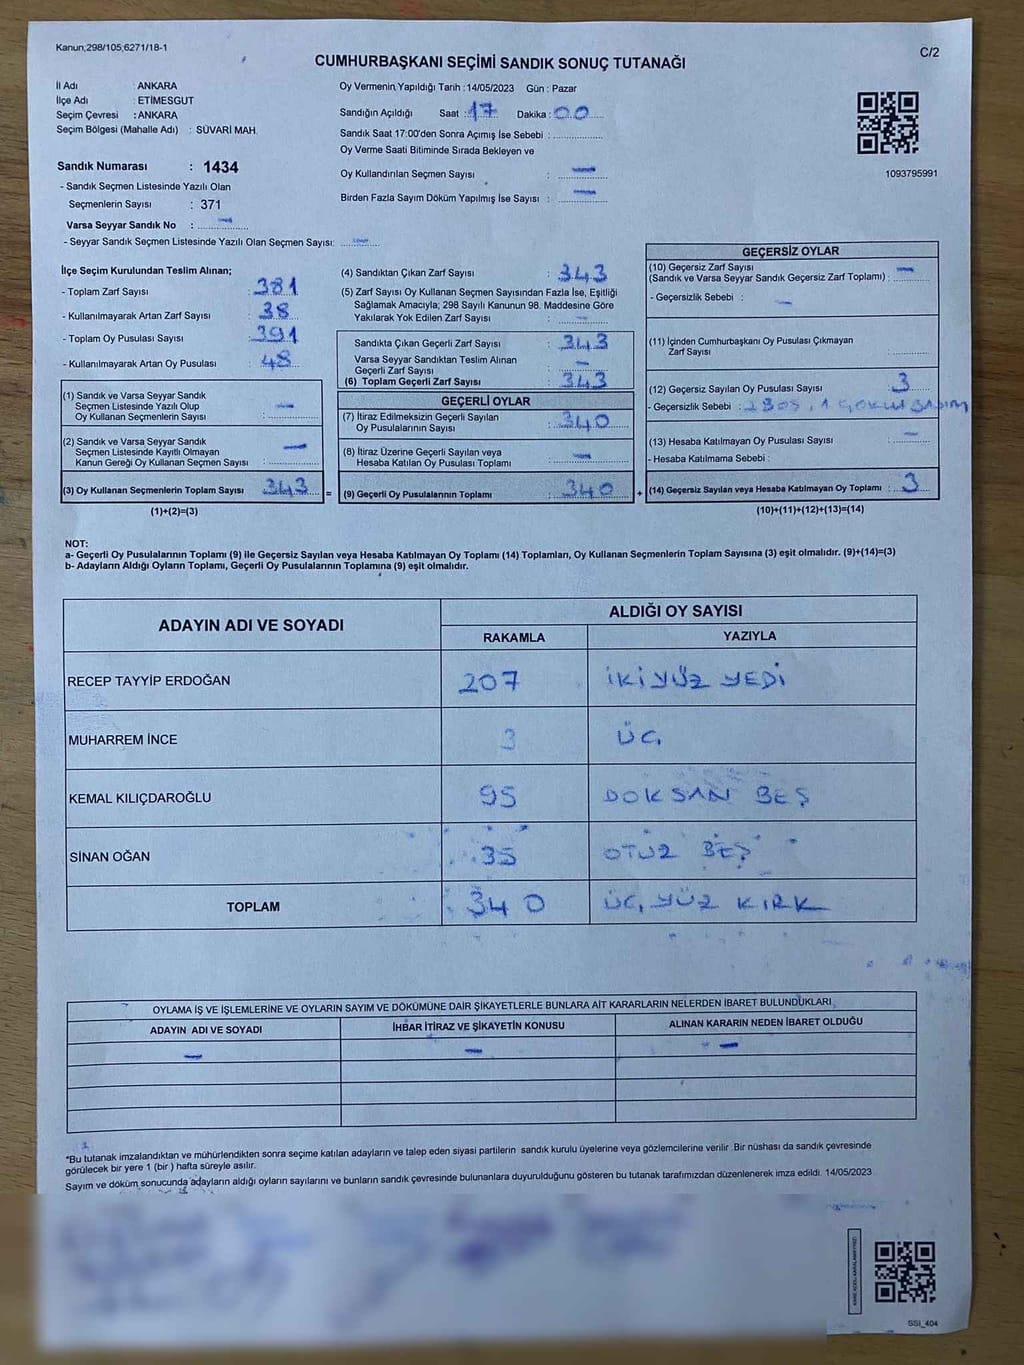 Kanun;298/105;6271/18-1
C/2
CUMHURBAŞKANI SEÇİMİ SANDIK SONUÇ TUTANAĞI
İl Adı : ANKARA
İlçe Adı : ETİMESGUT
Seçim Çevresi : ANKARA
Seçim Bölgesi (Mahalle Adı) : SÜVARİ MAH.
Sandık Numarası : 1434
- Sandık Seçmen Listesinde Yazılı Olan
Seçmenlerin Sayısı : 371
Varsa Seyyar Sandık No : —
- Seyyar Sandık Seçmen Listesinde Yazılı Olan Seçmen Sayısı: —
Oy Vermenin Yapıldığı Tarih : 14/05/2023 Gün : Pazar
Sandığın Açıldığı Saat : 17 Dakika : 00
Sandık Saat 17:00'den Sonra Açımış İse Sebebi :
Oy Verme Saati Bitiminde Sırada Bekleyen ve
Oy Kullandırılan Seçmen Sayısı : —
Birden Fazla Sayım Döküm Yapılmış İse Sayısı : —
1093795991
İlçe Seçim Kurulundan Teslim Alınan;
- Toplam Zarf Sayısı : 381
- Kullanılmayarak Artan Zarf Sayısı : 38
- Toplam Oy Pusulası Sayısı : 391
- Kullanılmayarak Artan Oy Pusulası : 48
(1) Sandık ve Varsa Seyyar Sandık
Seçmen Listesinde Yazılı Olup
Oy Kullanan Seçmenlerin Sayısı : —
(2) Sandık ve Varsa Seyyar Sandık
Seçmen Listesinde Kayıtlı Olmayan
Kanun Gereği Oy Kullanan Seçmen Sayısı : —
(3) Oy Kullanan Seçmenlerin Toplam Sayısı : 343 =
(1)+(2)=(3)
(4) Sandıktan Çıkan Zarf Sayısı : 343
(5) Zarf Sayısı Oy Kullanan Seçmen Sayısından Fazla İse, Eşitliği
Sağlamak Amacıyla; 298 Sayılı Kanunun 98. Maddesine Göre
Yakılarak Yok Edilen Zarf Sayısı : —
Sandıkta Çıkan Geçerli Zarf Sayısı : 343
Varsa Seyyar Sandıktan Teslim Alınan
Geçerli Zarf Sayısı : —
(6) Toplam Geçerli Zarf Sayısı : 343
GEÇERLİ OYLAR
(7) İtiraz Edilmeksizin Geçerli Sayılan
Oy Pusulalarının Sayısı : 340
(8) İtiraz Üzerine Geçerli Sayılan veya
Hesaba Katılan Oy Pusulası Toplamı : —
(9) Geçerli Oy Pusulalarının Toplamı : 340 +
GEÇERSİZ OYLAR
(10) Geçersiz Zarf Sayısı
(Sandık ve Varsa Seyyar Sandık Geçersiz Zarf Toplamı) : —
- Geçersizlik Sebebi : —
(11) İçinden Cumhurbaşkanı Oy Pusulası Çıkmayan
Zarf Sayısı :
(12) Geçersiz Sayılan Oy Pusulası Sayısı : 3
- Geçersizlik Sebebi : 2 BOŞ, 1 ÇOKLU BASIM
(13) Hesaba Katılmayan Oy Pusulası Sayısı : —
- Hesaba Katılmama Sebebi :
(14) Geçersiz Sayılan veya Hesaba Katılmayan Oy Toplamı : 3
(10)+(11)+(12)+(13)=(14)
NOT:
a- Geçerli Oy Pusulalarının Toplamı (9) ile Geçersiz Sayılan veya Hesaba Katılmayan Oy Toplamı (14) Toplamları, Oy Kullanan Seçmenlerin Toplam Sayısına (3) eşit olmalıdır. (9)+(14)=(3)
b- Adayların Aldığı Oyların Toplamı, Geçerli Oy Pusulalarının Toplamına (9) eşit olmalıdır.
ADAYIN ADI VE SOYADI
ALDIĞI OY SAYISI
RAKAMLA YAZIYLA
RECEP TAYYİP ERDOĞAN 207 İKİ YÜZ YEDİ
MUHARREM İNCE 3 ÜÇ
KEMAL KILIÇDAROĞLU 95 DOKSAN BEŞ
SİNAN OĞAN 35 OTUZ BEŞ
TOPLAM 340 ÜÇ YÜZ KIRK
OYLAMA İŞ VE İŞLEMLERİNE VE OYLARIN SAYIM VE DÖKÜMÜNE DAİR ŞİKAYETLERLE BUNLARA AİT KARARLARIN NELERDEN İBARET BULUNDUKLARI
ADAYIN ADI VE SOYADI İHBAR İTİRAZ VE ŞİKAYETİN KONUSU ALINAN KARARIN NEDEN İBARET OLDUĞU
— — —
*Bu tutanak imzalandıktan ve mühürlendikten sonra seçime katılan adayların ve talep eden siyasi partilerin sandık kurulu üyelerine veya gözlemcilerine verilir. Bir nüshası da sandık çevresinde
görülecek bir yere 1 (bir ) hafta süreyle asılır.
Sayım ve döküm sonucunda adayların aldığı oyların sayılarını ve bunların sandık çevresinde bulunanlara duyurulduğunu gösteren bu tutanak tarafımızdan düzenlenerek imza edildi. 14/05/2023
SSI_404